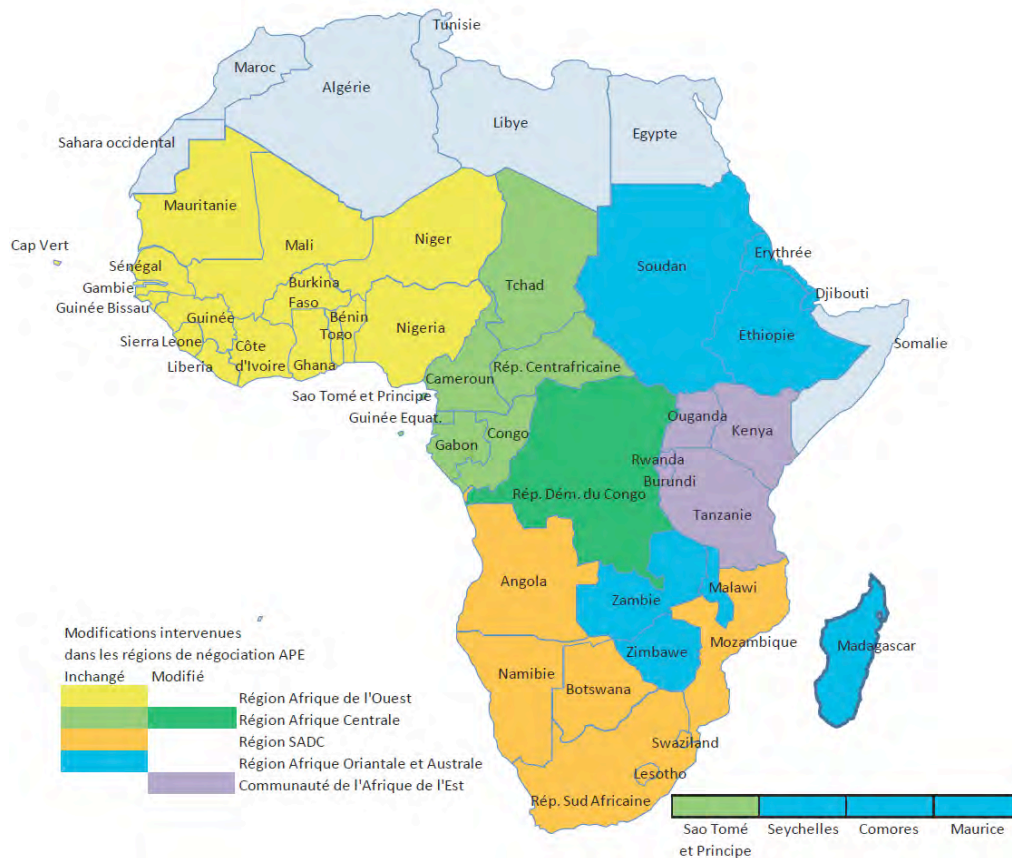 Tunisie
Maroc
Algérie
Libye
Egypte
Sahara occidental
Mauritanie
Mali
Niger
Cap Vert
Sénégal
Gambie
Guinée Bissau
Guinée
Sierra Leone
Liberia
Côte
d'Ivoire
Burkina
Faso
Ghana
Togo
Bénin
Nigeria
Tchad
Soudan
Erythrée
Djibouti
Ethiopie
Somalie
Rép. Centrafricaine
Cameroun
Sao Tomé et Principe
Guinée Equat.
Gabon
Congo
Ouganda
Kenya
Rwanda
Burundi
Rép. Dém. du Congo
Tanzanie
Angola
Zambie
Malawi
Mozambique
Zimbawe
Madagascar
Namibie
Botswana
Swaziland
Lesotho
Rép. Sud Africaine
Modifications intervenues
dans les régions de négociation APE
Inchangé Modifié
Région Afrique de l'Ouest
Région Afrique Centrale
Région SADC
Région Afrique Oriantale et Australe
Communauté de l'Afrique de l'Est
Sao Tomé
et Principe
Seychelles
Comores
Maurice